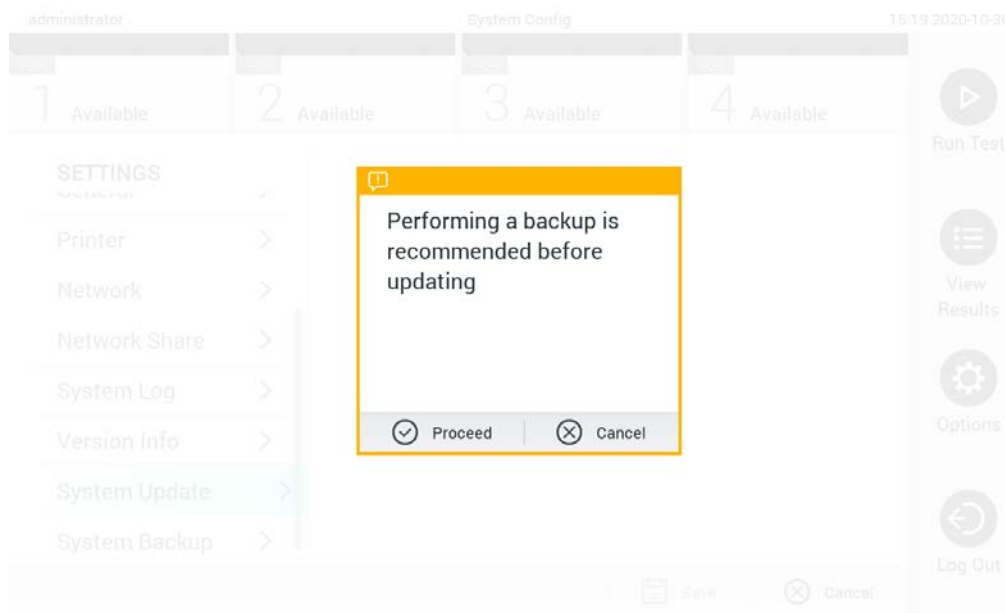 administrator
System Config
15:19 2020-10-30
1 Available
2 Available
3 Available
4 Available
Run Test
SETTINGS
General
Printer
Network
Network Share
System Log
Version Info
System Update
System Backup
Performing a backup is
recommended before
updating
Proceed
Cancel
View
Results
Options
Log Out
Save
Cancel